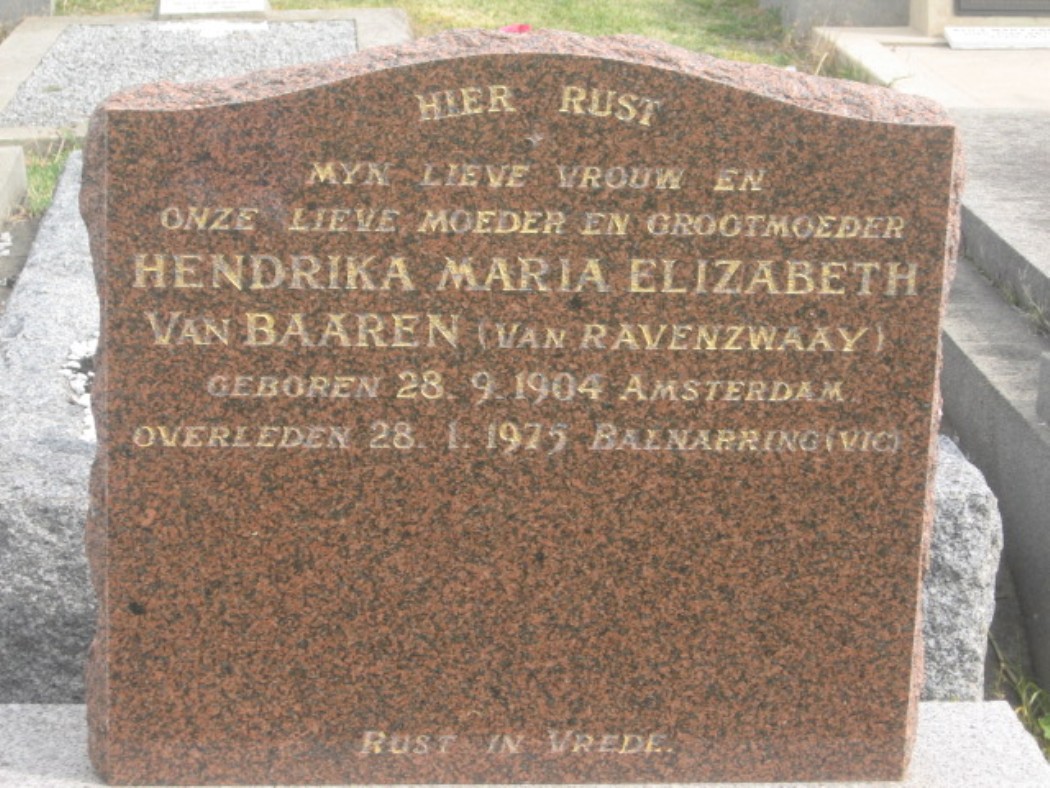 HIER RUST
MYN LIEVE VROUW EN
ONZE LIEVE MOEDER EN GROOTMOEDER
HENDRIKA MARIA ELIZABETH
VAN BAAREN (VAN RAVENZWAAY)
GEBOREN 28. 9. 1904 AMSTERDAM
OVERLEDEN 28. 1. 1975 BALNARRING (VIC)
RUST IN VREDE.